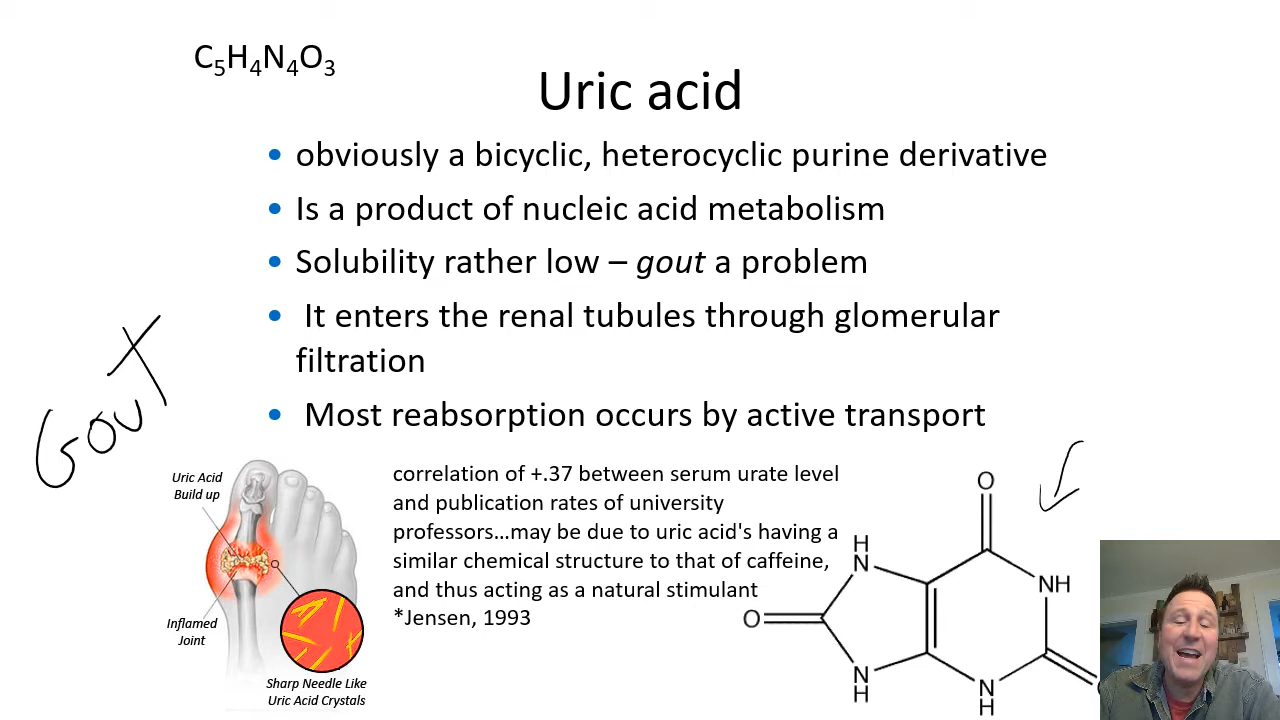 C₅H₄N₄O₃
Uric acid
obviously a bicyclic, heterocyclic purine derivative
Is a product of nucleic acid metabolism
Solubility rather low – gout a problem
It enters the renal tubules through glomerular
filtration
Most reabsorption occurs by active transport
Gout
Uric Acid
Build up
Inflamed
Joint
Sharp Needle Like
Uric Acid Crystals
correlation of +.37 between serum urate level
and publication rates of university
professors…may be due to uric acid's having a
similar chemical structure to that of caffeine,
and thus acting as a natural stimulant
*Jensen, 1993
O
H
N
NH
O
N
H
N
H